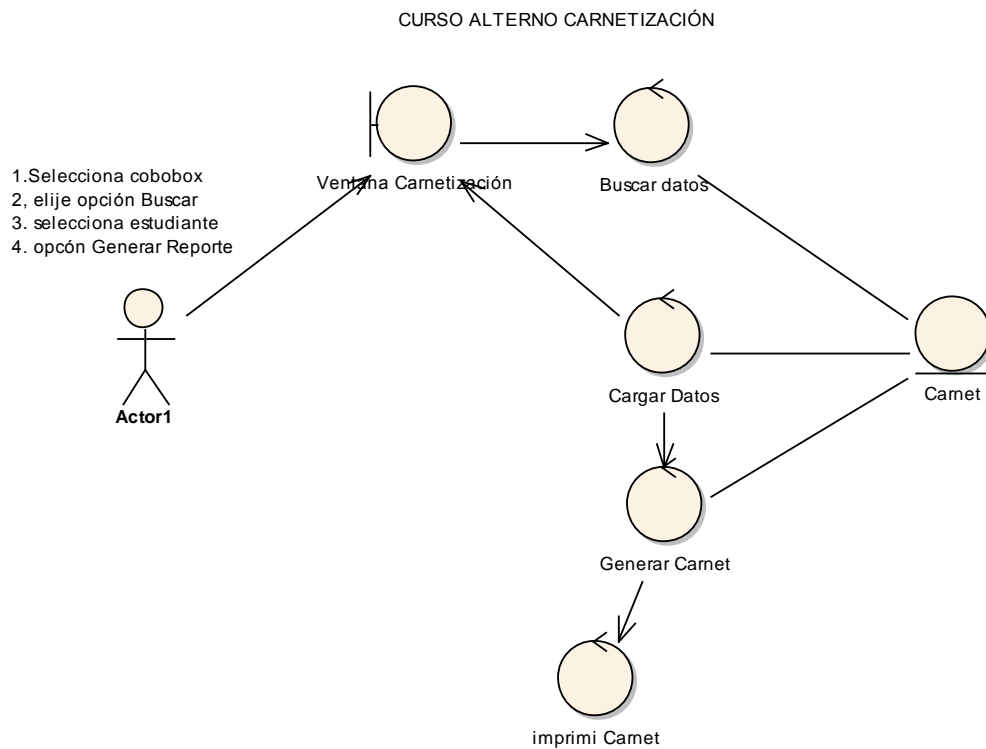 CURSO ALTERNO CARNETIZACIÓN
1.Selecciona cobobox
2, elije opción Buscar
3. selecciona estudiante
4. opcón Generar Reporte
Ventana Carnetización
Buscar datos
Actor1
Cargar Datos
Carnet
Generar Carnet
imprimi Carnet